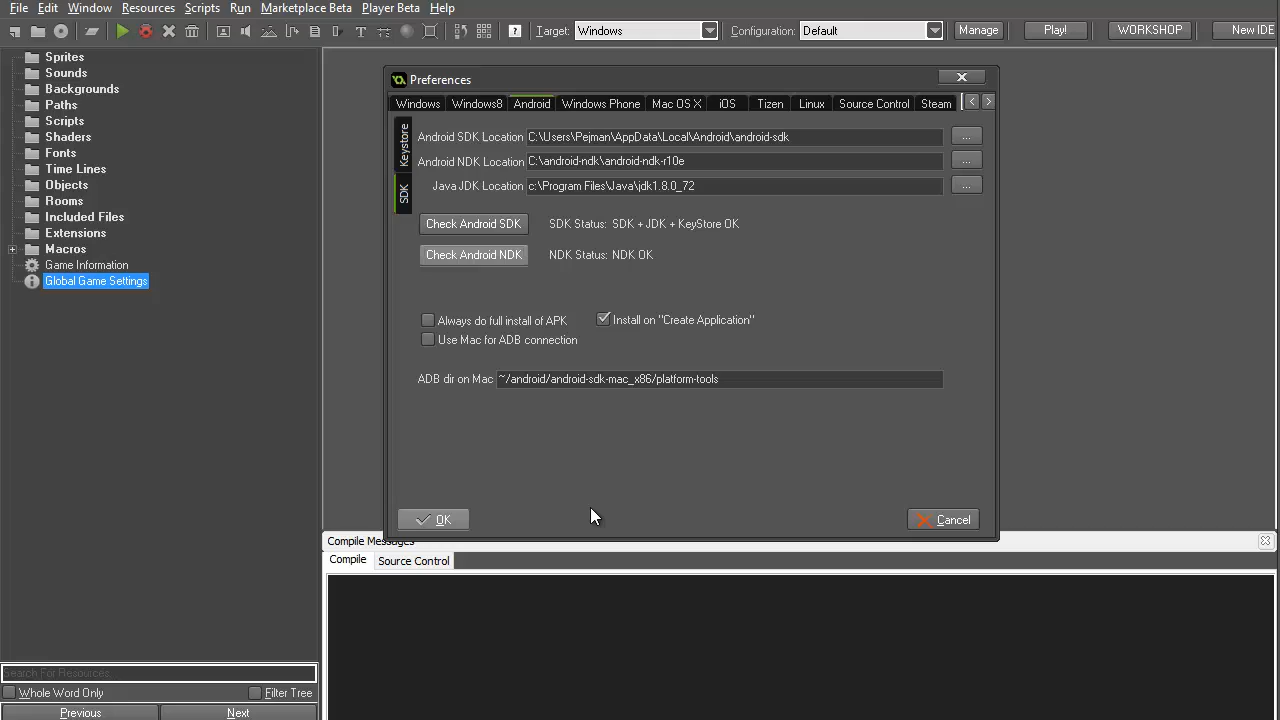 File Edit Window Resources Scripts Run Marketplace Beta Player Beta Help
Target: Windows Configuration: Default Manage Play! WORKSHOP New IDE
Sprites
Sounds
Backgrounds
Paths
Scripts
Shaders
Fonts
Time Lines
Objects
Rooms
Included Files
Extensions
Macros
Game Information
Global Game Settings
Search For Resources
Whole Word Only Filter Tree
Previous Next
Preferences
Windows Windows8 Android Windows Phone Mac OS X iOS Tizen Linux Source Control Steam
Keystore
SDK
Android SDK Location C:\Users\Pejman\AppData\Local\Android\android-sdk ...
Android NDK Location C:\android-ndk\android-ndk-r10e ...
Java JDK Location c:\Program Files\Java\jdk1.8.0_72 ...
Check Android SDK SDK Status: SDK + JDK + KeyStore OK
Check Android NDK NDK Status: NDK OK
Always do full install of APK Install on "Create Application"
Use Mac for ADB connection
ADB dir on Mac ~/android/android-sdk-mac_x86/platform-tools
OK Cancel
Compile Messages
Compile Source Control